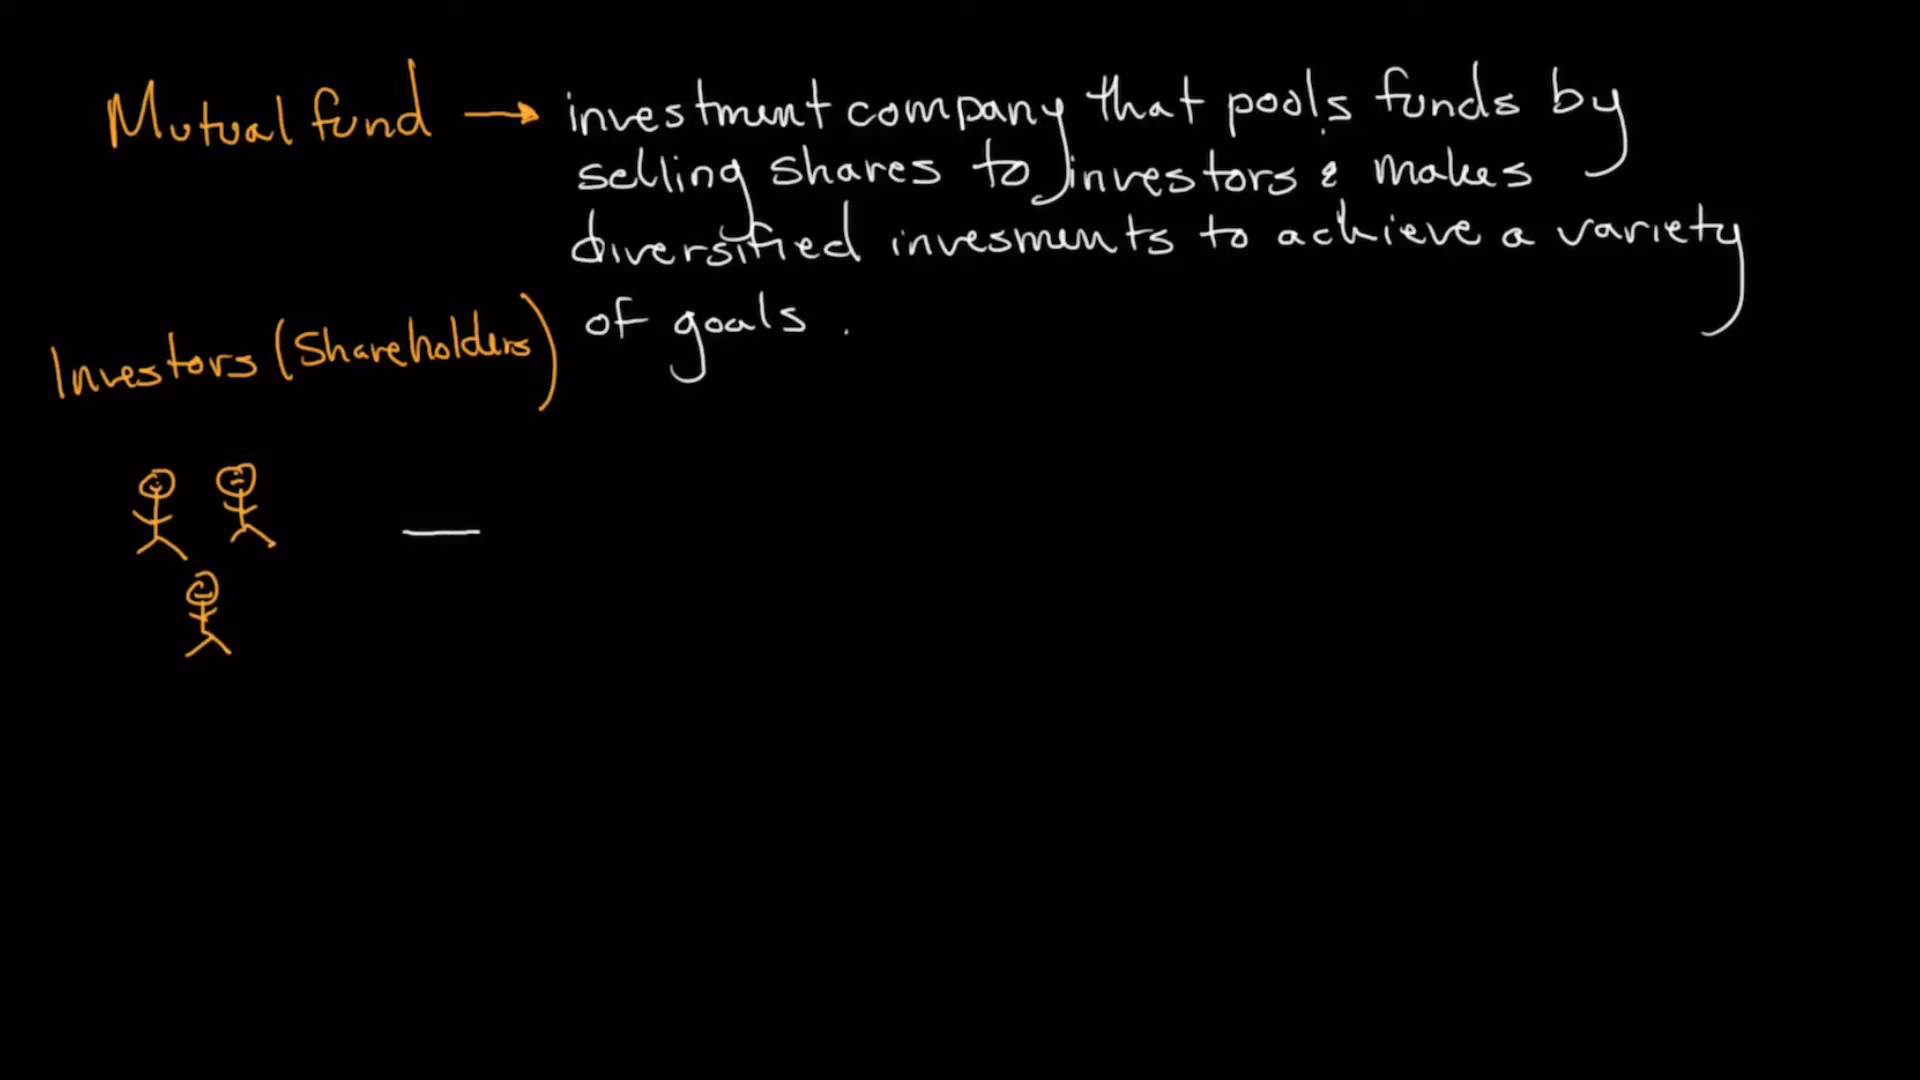 Mutual fund → investment company that pools funds by
selling shares to investors & makes
diversified invesments to achieve a variety
of goals.
Investors (Shareholders)